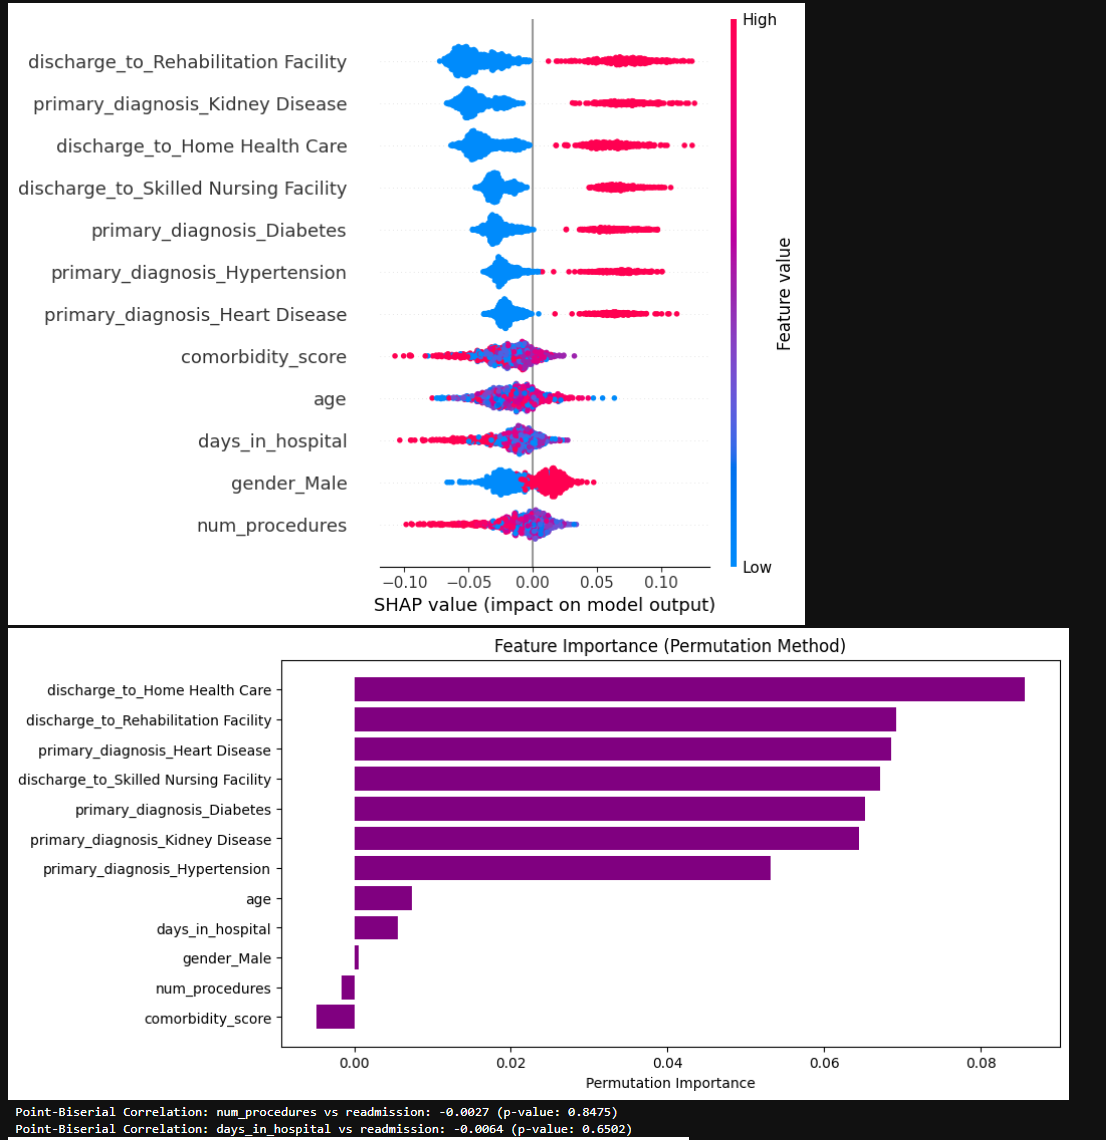 High
discharge_to_Rehabilitation Facility
primary_diagnosis_Kidney Disease
discharge_to_Home Health Care
discharge_to_Skilled Nursing Facility
primary_diagnosis_Diabetes
primary_diagnosis_Hypertension
primary_diagnosis_Heart Disease
comorbidity_score
age
days_in_hospital
gender_Male
num_procedures
Feature value
Low
−0.10 −0.05 0.00 0.05 0.10
SHAP value (impact on model output)
Feature Importance (Permutation Method)
discharge_to_Home Health Care
discharge_to_Rehabilitation Facility
primary_diagnosis_Heart Disease
discharge_to_Skilled Nursing Facility
primary_diagnosis_Diabetes
primary_diagnosis_Kidney Disease
primary_diagnosis_Hypertension
age
days_in_hospital
gender_Male
num_procedures
comorbidity_score
0.00 0.02 0.04 0.06 0.08
Permutation Importance
Point-Biserial Correlation: num_procedures vs readmission: -0.0027 (p-value: 0.8475)
Point-Biserial Correlation: days_in_hospital vs readmission: -0.0064 (p-value: 0.6502)